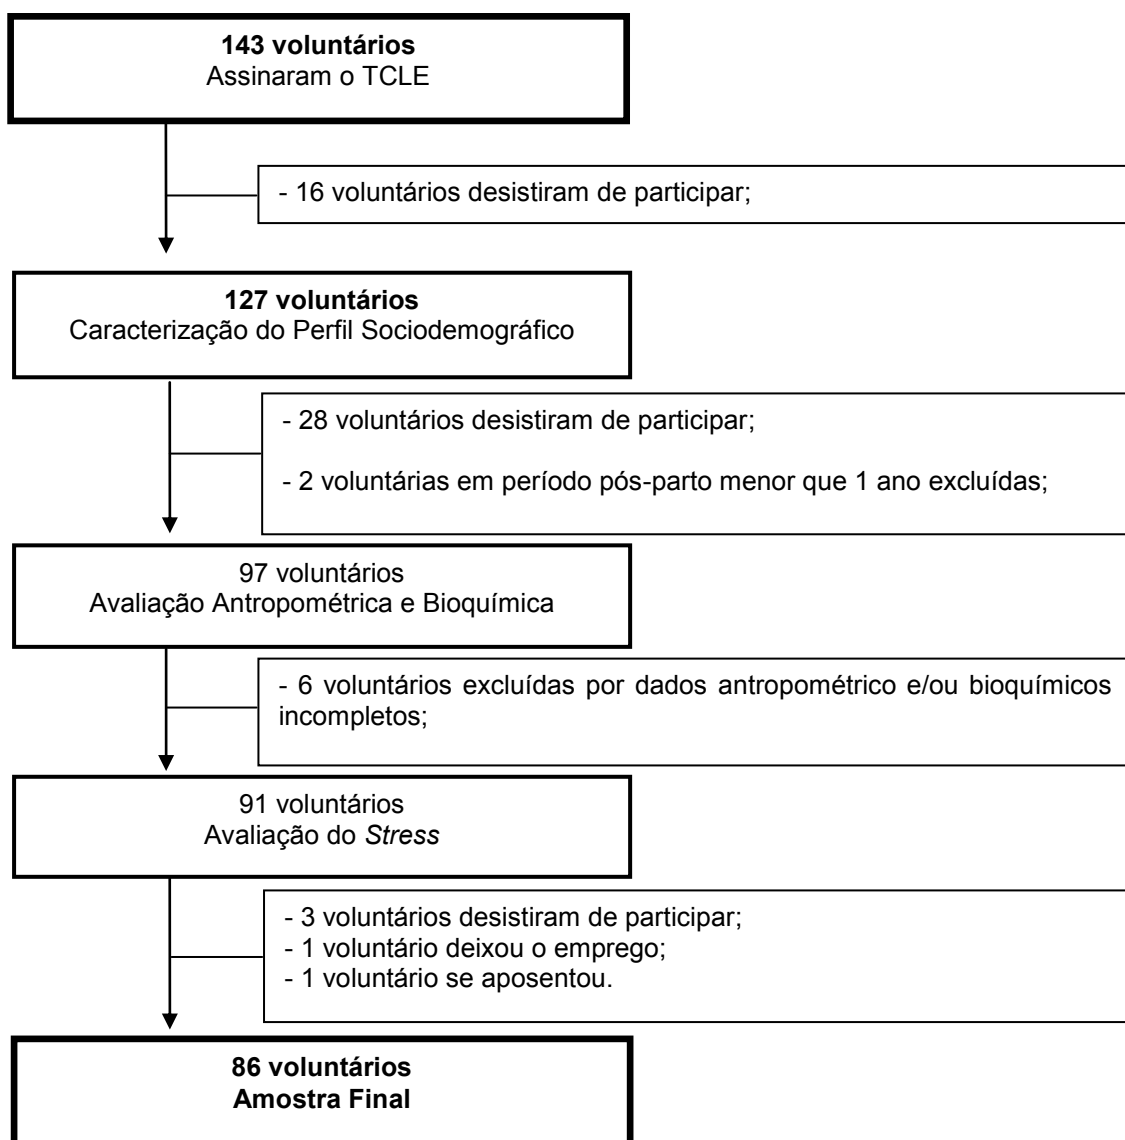 143 voluntários
Assinaram o TCLE
- 16 voluntários desistiram de participar;
127 voluntários
Caracterização do Perfil Sociodemográfico
- 28 voluntários desistiram de participar;
- 2 voluntárias em período pós-parto menor que 1 ano excluídas;
97 voluntários
Avaliação Antropométrica e Bioquímica
- 6 voluntários excluídas por dados antropométrico e/ou bioquímicos
incompletos;
91 voluntários
Avaliação do Stress
- 3 voluntários desistiram de participar;
- 1 voluntário deixou o emprego;
- 1 voluntário se aposentou.
86 voluntários
Amostra Final